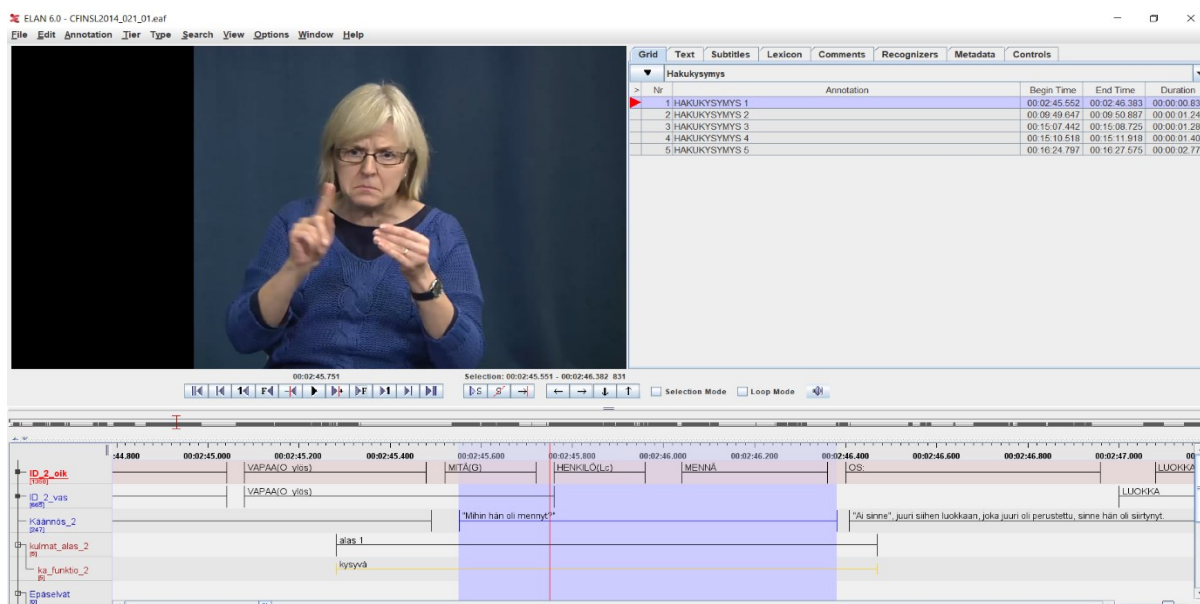 ELAN 6.0 - CFINSL2014_021_01.eaf
File Edit Annotation Tier Type Search View Options Window Help
Grid Text Subtitles Lexicon Comments Recognizers Metadata Controls
Hakukysymys
> Nr Annotation Begin Time End Time Duration
1 HAKUKYSYMYS 1 00:02:45.552 00:02:46.383 00:00:00.83
2 HAKUKYSYMYS 2 00:09:49.647 00:09:50.887 00:00:01.24
3 HAKUKYSYMYS 3 00:15:07.442 00:15:08.725 00:00:01.28
4 HAKUKYSYMYS 4 00:15:10.518 00:15:11.918 00:00:01.40
5 HAKUKYSYMYS 5 00:16:24.797 00:16:27.575 00:00:02.77
00:02:45.751 Selection: 00:02:45.551 - 00:02:46.382 831
Selection Mode Loop Mode
:44.800 00:02:45.000 00:02:45.200 00:02:45.400 00:02:45.600 00:02:45.800 00:02:46.000 00:02:46.200 00:02:46.400 00:02:46.600 00:02:46.800 00:02:47.000 00
ID_2_oik VAPAA(O_ylös) MITÄ(G) HENKILÖ(Lc) MENNÄ OS: LUOKKA
ID_2_vas VAPAA(O_ylös) LUOKKA
[665]
Käännös_2 "Mihin hän oli mennyt?" "Ai sinne", juuri siihen luokkaan, joka juuri oli perustettu, sinne hän oli siirtynyt.
[247]
kulmat_alas_2 alas 1
ka_funktio_2 kysyvä
Epäselvät